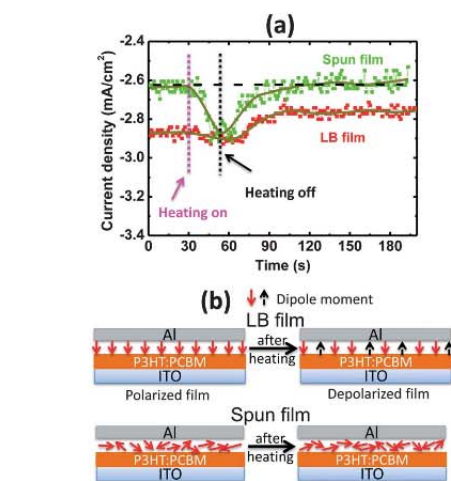 (a)
-2.4
-2.6
-2.8
-3.0
-3.2
-3.4
Current density (mA/cm²)
Spun film
LB film
Heating off
Heating on
0 30 60 90 120 150 180
Time (s)
(b)
Dipole moment
LB film
Al
P3HT:PCBM
ITO
Polarized film
after
heating
Al
P3HT:PCBM
ITO
Depolarized film
Spun film
Al
P3HT:PCBM
ITO
after
heating
Al
P3HT:PCBM
ITO